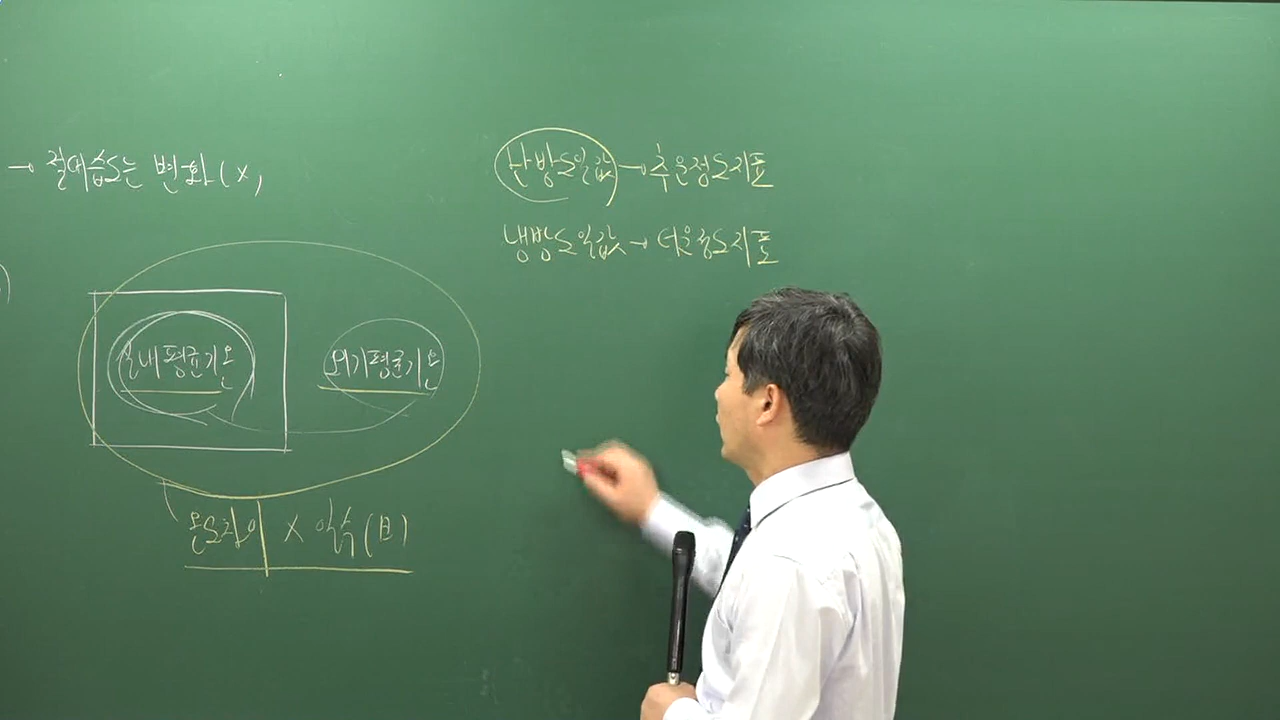 → 절대습도는 변화(x)
난방도일값 → 추운정도지표
냉방도일값 → 더운정도지표
실내평균기온
외기평균기온
온도차이 x 일수(日)